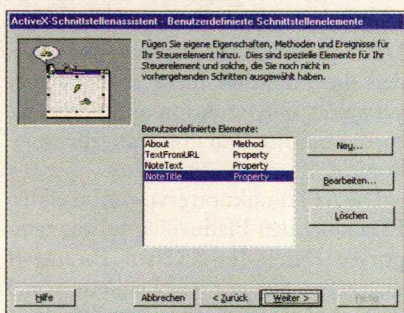 ActiveX-Schnittstellenassistent - Benutzerdefinierte Schnittstellenelemente
Fügen Sie eigene Eigenschaften, Methoden und Ereignisse für
Ihr Steuerelement hinzu. Dies sind spezielle Elemente für Ihr
Steuerelement und solche, die Sie noch nicht in
vorhergehenden Schritten ausgewählt haben.
Benutzerdefinierte Elemente:
About Method
TextFromURL Property
NoteText Property
NoteTitle Property
Neu...
Bearbeiten...
Löschen
Hilfe
Abbrechen
< Zurück
Weiter >
Fertig